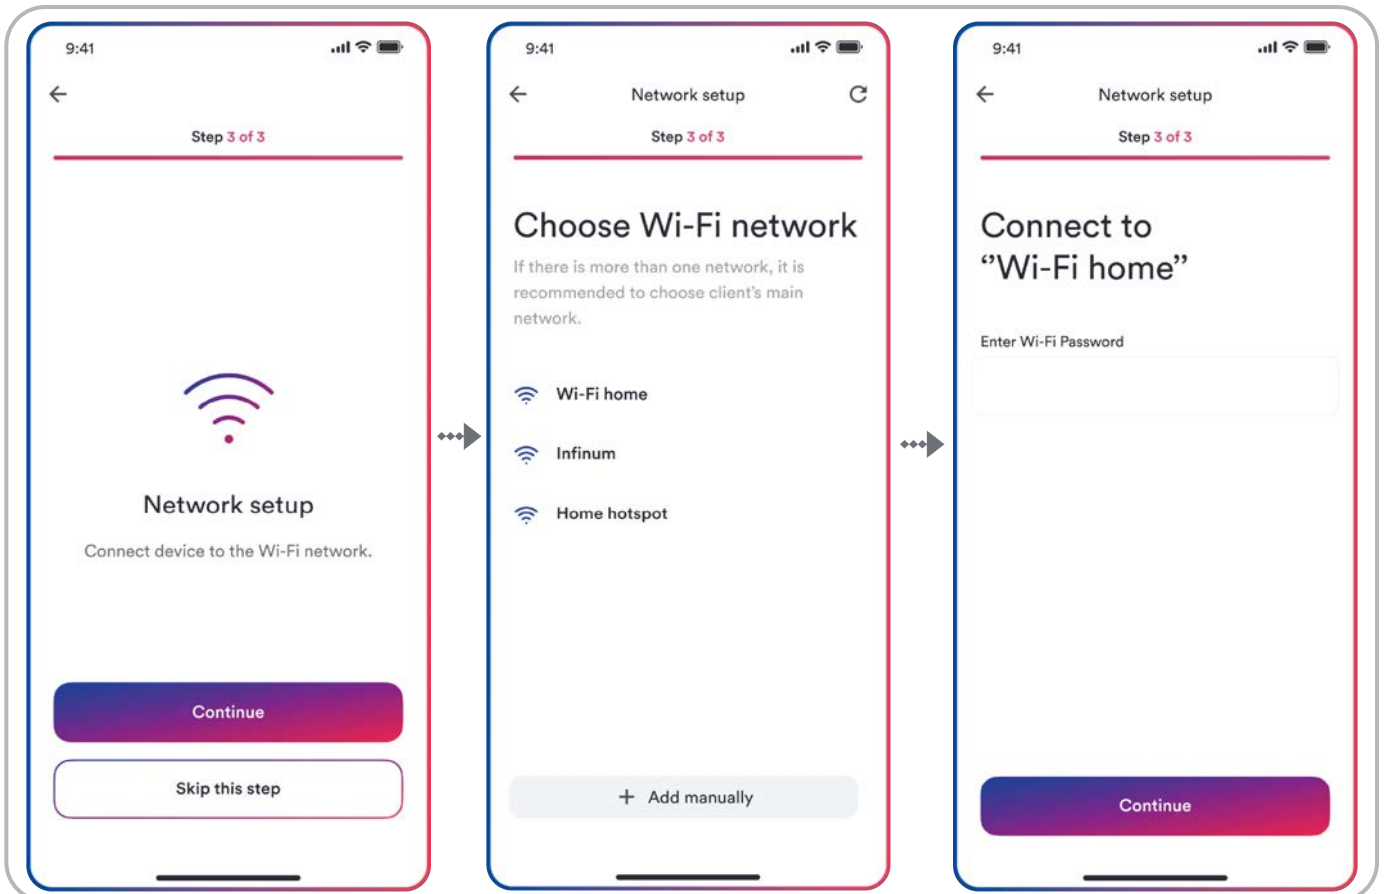 9:41
Step 3 of 3
Network setup
Connect device to the Wi-Fi network.
Continue
Skip this step
9:41
Network setup
Step 3 of 3
Choose Wi-Fi network
If there is more than one network, it is
recommended to choose client's main
network.
Wi-Fi home
Infinum
Home hotspot
+ Add manually
9:41
Network setup
Step 3 of 3
Connect to
‘’Wi-Fi home’’
Enter Wi-Fi Password
Continue